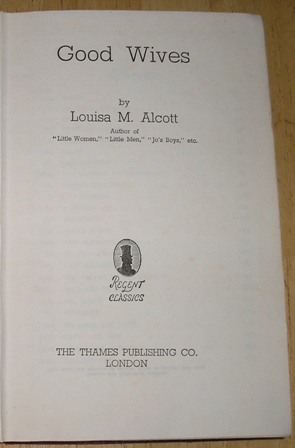 Good Wives
by
Louisa M. Alcott
Author of
"Little Women," "Little Men," "Jo's Boys," etc.
REGENT
CLASSICS
THE THAMES PUBLISHING CO.
LONDON